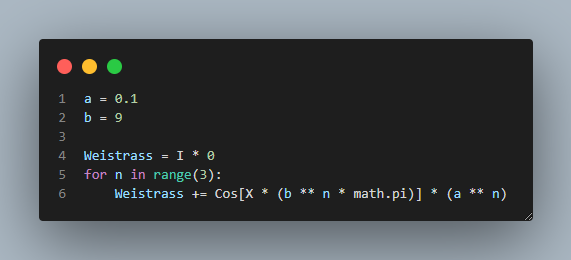 1 a = 0.1
2 b = 9
3
4 Weistrass = I * 0
5 for n in range(3):
6     Weistrass += Cos[X * (b ** n * math.pi)] * (a ** n)